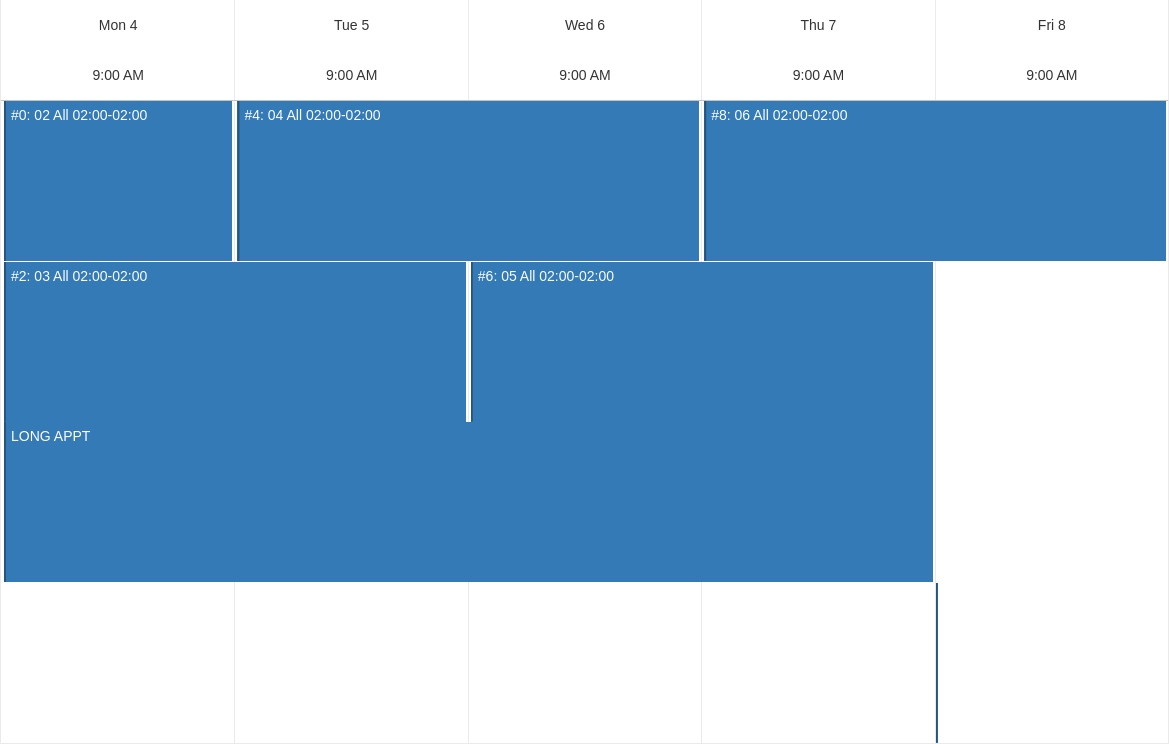 Mon 4
Tue 5
Wed 6
Thu 7
Fri 8
9:00 AM
9:00 AM
9:00 AM
9:00 AM
9:00 AM
#0: 02 All 02:00-02:00
#4: 04 All 02:00-02:00
#8: 06 All 02:00-02:00
#2: 03 All 02:00-02:00
#6: 05 All 02:00-02:00
LONG APPT